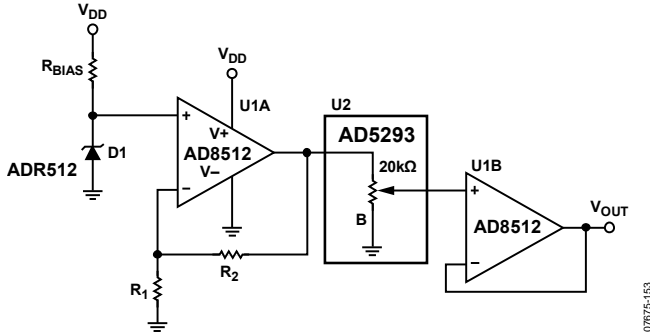 VDD
RBIAS
VDD
U1A
+
V+
AD8512
V−
−
D1
ADR512
R2
R1
U2
AD5293
20kΩ
B
U1B
+
AD8512
−
VOUT
07675-153